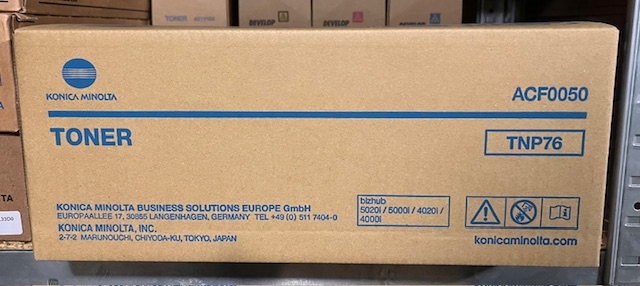 TONER
DEVELOP
DEVELOP
KONICA MINOLTA
ACF0050
TONER
TNP76
KONICA MINOLTA BUSINESS SOLUTIONS EUROPE GmbH
EUROPAALLEE 17, 30855 LANGENHAGEN, GERMANY TEL +49 (0) 511 7404-0
KONICA MINOLTA, INC.
2-7-2 MARUNOUCHI, CHIYODA-KU, TOKYO, JAPAN
bizhub
5020i / 5000i / 4020i /
4000i
konicaminolta.com